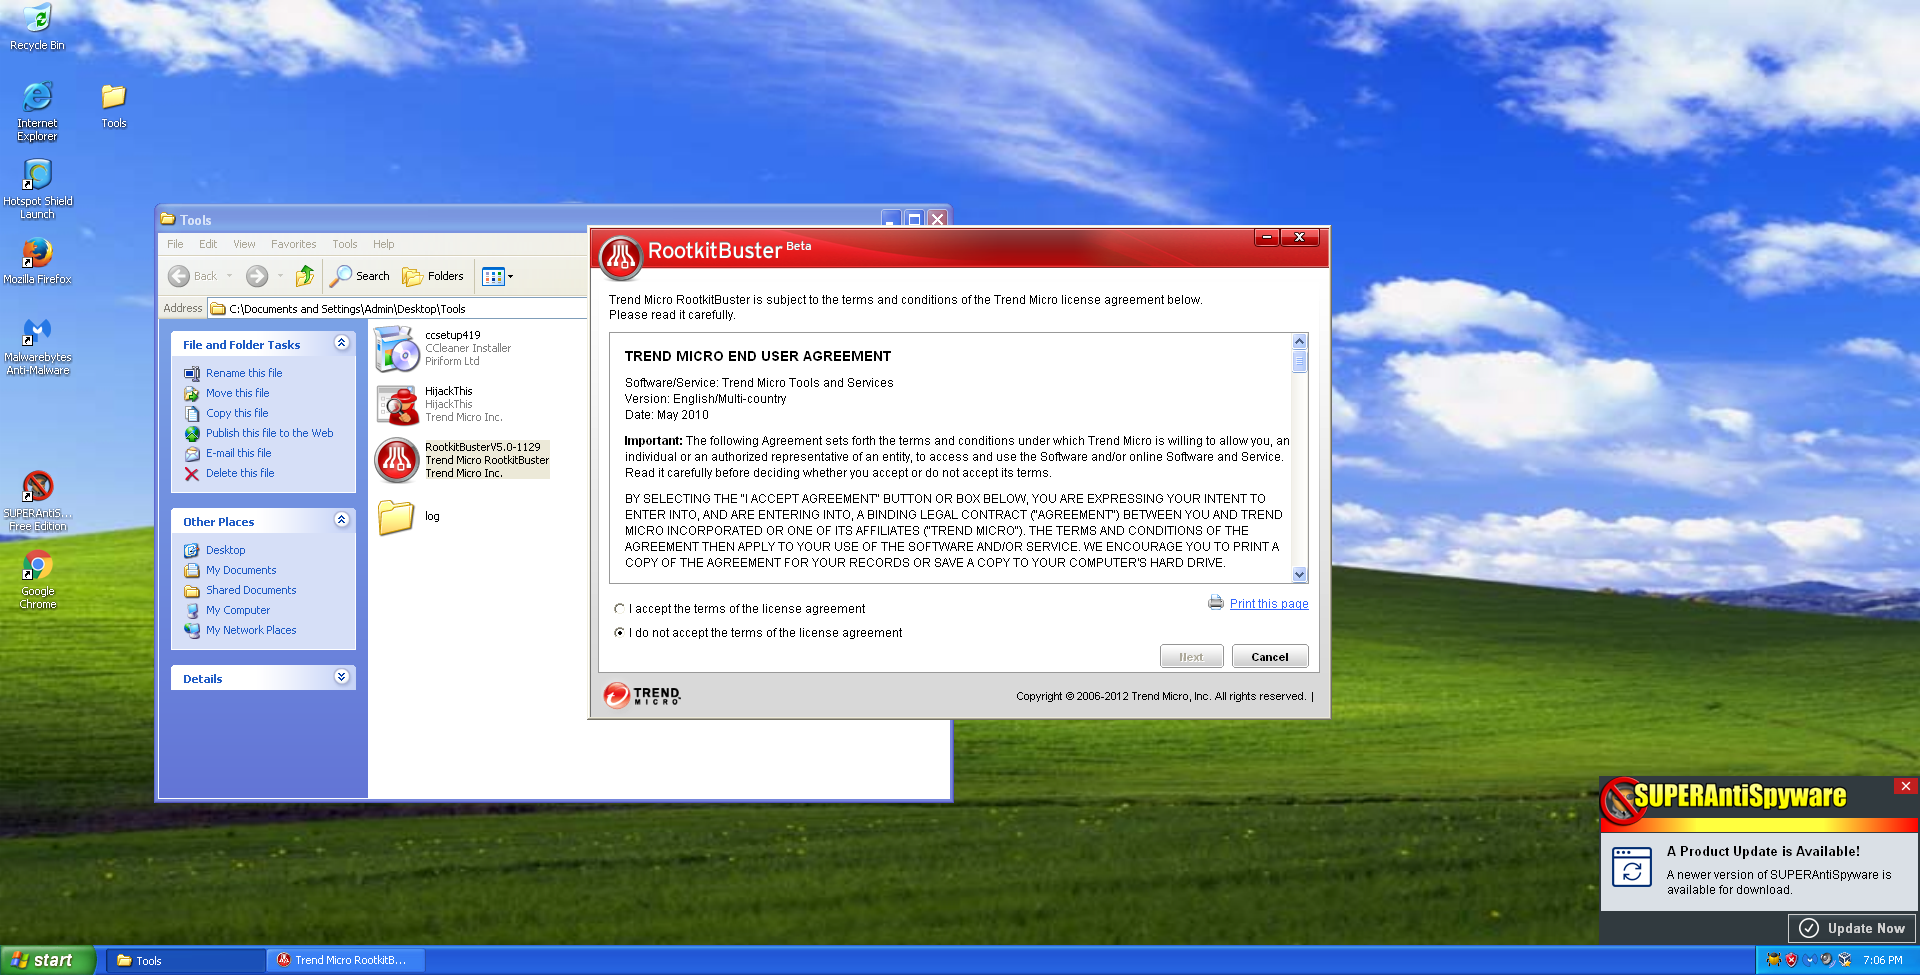 Recycle Bin
Internet
Explorer
Tools
Hotspot Shield
Launch
Mozilla Firefox
Malwarebytes
Anti-Malware
SUPERAntiS...
Free Edition
Google
Chrome
Tools
File Edit View Favorites Tools Help
Back Search Folders
Address C:\Documents and Settings\Admin\Desktop\Tools
File and Folder Tasks
Rename this file
Move this file
Copy this file
Publish this file to the Web
E-mail this file
Delete this file
Other Places
Desktop
My Documents
Shared Documents
My Computer
My Network Places
Details
ccsetup419
CCleaner Installer
Piriform Ltd
HijackThis
HijackThis
Trend Micro Inc.
RootkitBusterV5.0-1129
Trend Micro RootkitBuster
Trend Micro Inc.
log
RootkitBuster Beta
Trend Micro RootkitBuster is subject to the terms and conditions of the Trend Micro license agreement below.
Please read it carefully.
TREND MICRO END USER AGREEMENT
Software/Service: Trend Micro Tools and Services
Version: English/Multi-country
Date: May 2010
Important: The following Agreement sets forth the terms and conditions under which Trend Micro is willing to allow you, an
individual or an authorized representative of an entity, to access and use the Software and/or online Software and Service.
Read it carefully before deciding whether you accept or do not accept its terms.
BY SELECTING THE "I ACCEPT AGREEMENT" BUTTON OR BOX BELOW, YOU ARE EXPRESSING YOUR INTENT TO
ENTER INTO, AND ARE ENTERING INTO, A BINDING LEGAL CONTRACT ("AGREEMENT") BETWEEN YOU AND TREND
MICRO INCORPORATED OR ONE OF ITS AFFILIATES ("TREND MICRO"). THE TERMS AND CONDITIONS OF THE
AGREEMENT THEN APPLY TO YOUR USE OF THE SOFTWARE AND/OR SERVICE. WE ENCOURAGE YOU TO PRINT A
COPY OF THE AGREEMENT FOR YOUR RECORDS OR SAVE A COPY TO YOUR COMPUTER'S HARD DRIVE.
I accept the terms of the license agreement
Print this page
I do not accept the terms of the license agreement
Next Cancel
TREND
MICRO
Copyright © 2006-2012 Trend Micro, Inc. All rights reserved. |
SUPERAntiSpyware
A Product Update is Available!
A newer version of SUPERAntiSpyware is
available for download.
Update Now
start Tools Trend Micro RootkitB... 7:06 PM